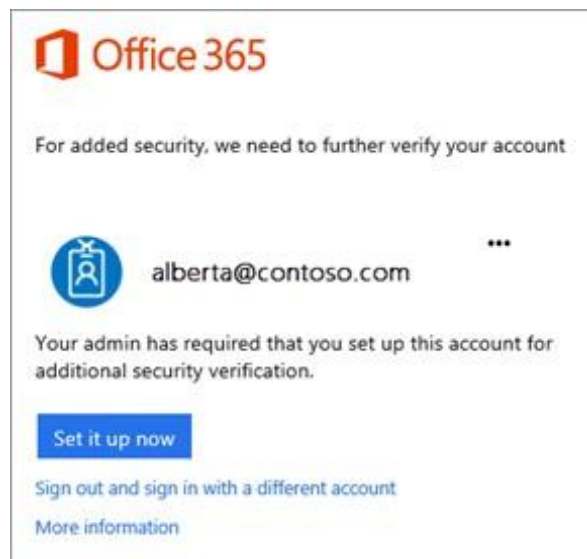 Office 365
For added security, we need to further verify your account
•••
alberta@contoso.com
Your admin has required that you set up this account for
additional security verification.
Set it up now
Sign out and sign in with a different account
More information